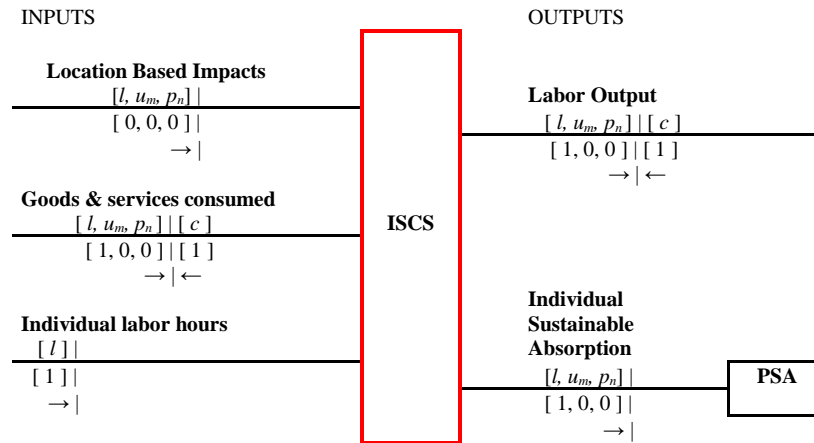 INPUTS
OUTPUTS
Location Based Impacts
[l, uₘ, pₙ] |
[ 0, 0, 0 ] |
→ |
Goods & services consumed
[ l, uₘ, pₙ ] | [ c ]
[ 1, 0, 0 ] | [ 1 ]
→ | ←
Individual labor hours
[ l ] |
[ 1 ] |
→ |
ISCS
Labor Output
[ l, uₘ, pₙ ] | [ c ]
[ 1, 0, 0 ] | [ 1 ]
→ | ←
Individual
Sustainable
Absorption
[l, uₘ, pₙ] |
[ 1, 0, 0 ] |
→ |
PSA